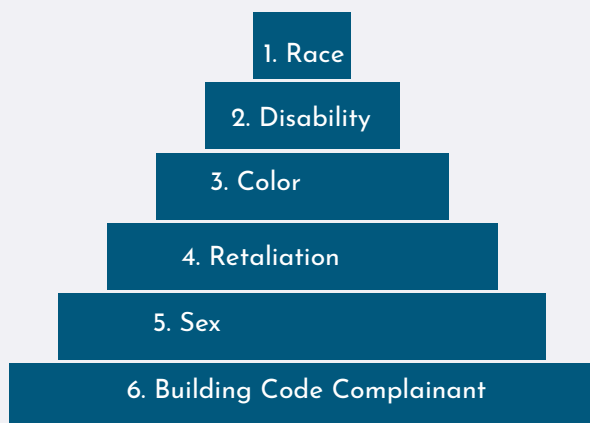 1. Race
2. Disability
3. Color
4. Retaliation
5. Sex
6. Building Code Complainant